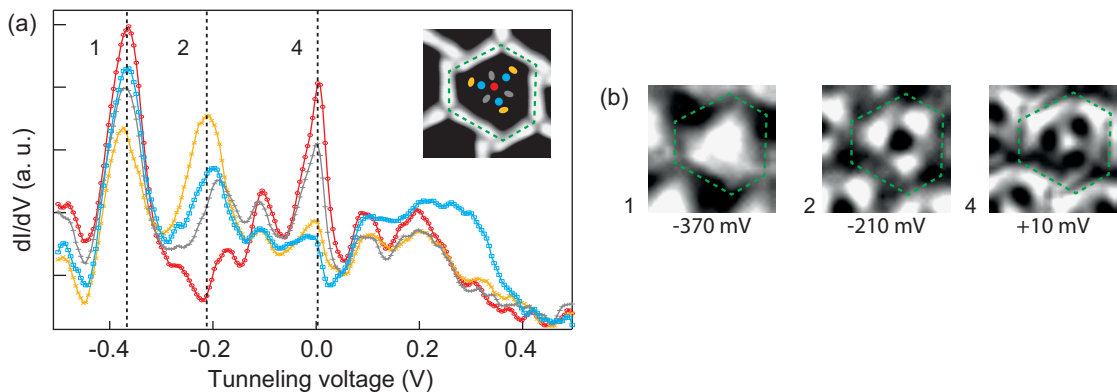 (a)
1
2
4
dI/dV (a. u.)
-0.4
-0.2
0.0
0.2
0.4
Tunneling voltage (V)
(b)
1
-370 mV
2
-210 mV
4
+10 mV